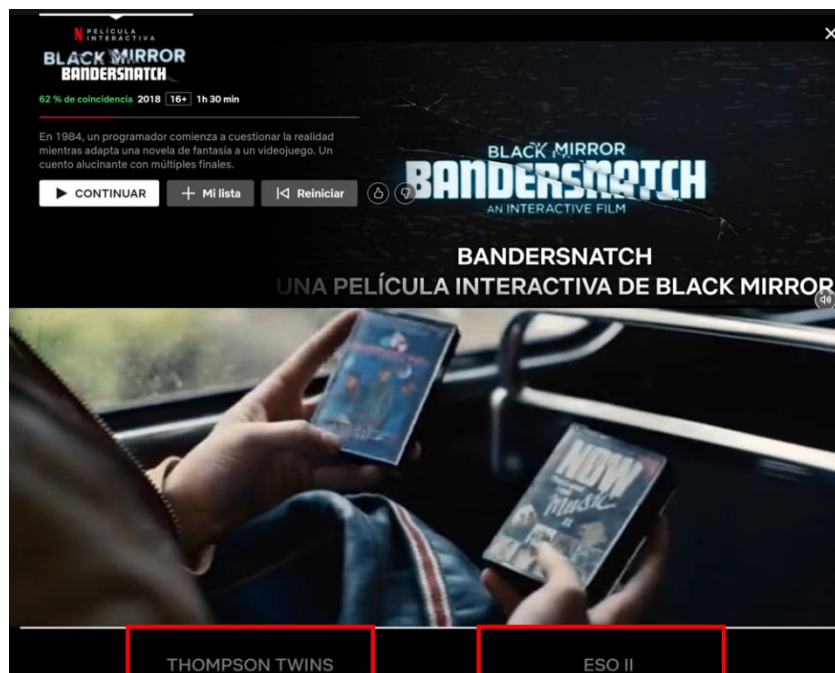 PELÍCULA
INTERACTIVA
BLACK MIRROR
BANDERSNATCH
62 % de coincidencia 2018 16+ 1h 30 min
En 1984, un programador comienza a cuestionar la realidad
mientras adapta una novela de fantasía a un videojuego. Un
cuento alucinante con múltiples finales.
CONTINUAR
Mi lista
Reiniciar
BLACK MIRROR
BANDERSNATCH
AN INTERACTIVE FILM
BANDERSNATCH
UNA PELÍCULA INTERACTIVA DE BLACK MIRROR
NOW
Music
II
THOMPSON TWINS
ESO II